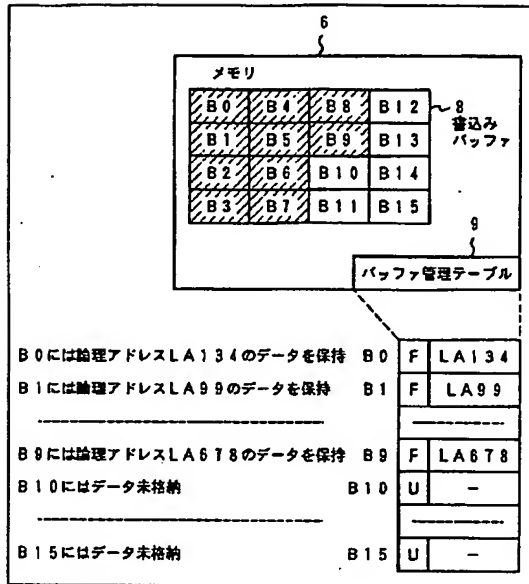 6
メモリ
B0 B4 B8 B12
8
書込み
バッファ
B1 B5 B9 B13
B2 B6 B10 B14
B3 B7 B11 B15
9
バッファ管理テーブル
B0には論理アドレスLA134のデータを保持 B0 F LA134
B1には論理アドレスLA99のデータを保持 B1 F LA99
B9には論理アドレスLA678のデータを保持 B9 F LA678
B10にはデータ未格納 B10 U −
B15にはデータ未格納 B15 U −